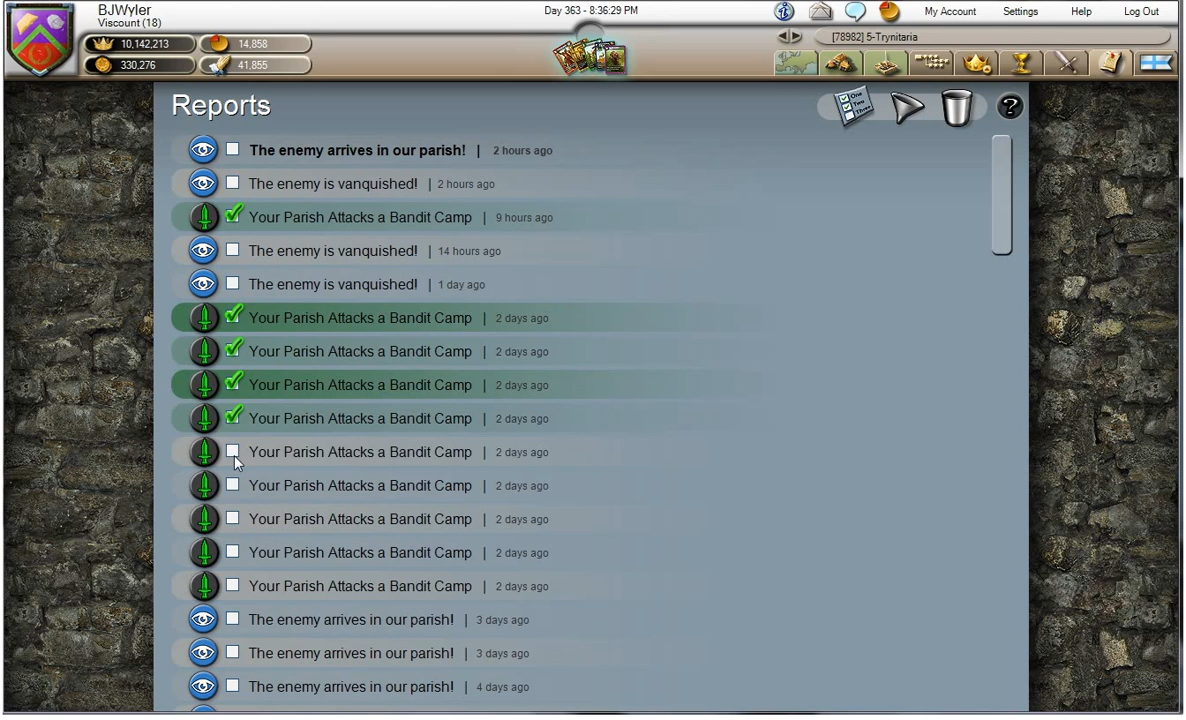 BJWyler
Viscount (18)
10,142,213
14,858
330,276
41,855
Day 363 - 8:36:29 PM
My Account
Settings
Help
Log Out
[78982] 5-Trynitaria
Reports
One
Two
Three
?
The enemy arrives in our parish! | 2 hours ago
The enemy is vanquished! | 2 hours ago
Your Parish Attacks a Bandit Camp | 9 hours ago
The enemy is vanquished! | 14 hours ago
The enemy is vanquished! | 1 day ago
Your Parish Attacks a Bandit Camp | 2 days ago
Your Parish Attacks a Bandit Camp | 2 days ago
Your Parish Attacks a Bandit Camp | 2 days ago
Your Parish Attacks a Bandit Camp | 2 days ago
Your Parish Attacks a Bandit Camp | 2 days ago
Your Parish Attacks a Bandit Camp | 2 days ago
Your Parish Attacks a Bandit Camp | 2 days ago
Your Parish Attacks a Bandit Camp | 2 days ago
Your Parish Attacks a Bandit Camp | 2 days ago
The enemy arrives in our parish! | 3 days ago
The enemy arrives in our parish! | 3 days ago
The enemy arrives in our parish! | 4 days ago